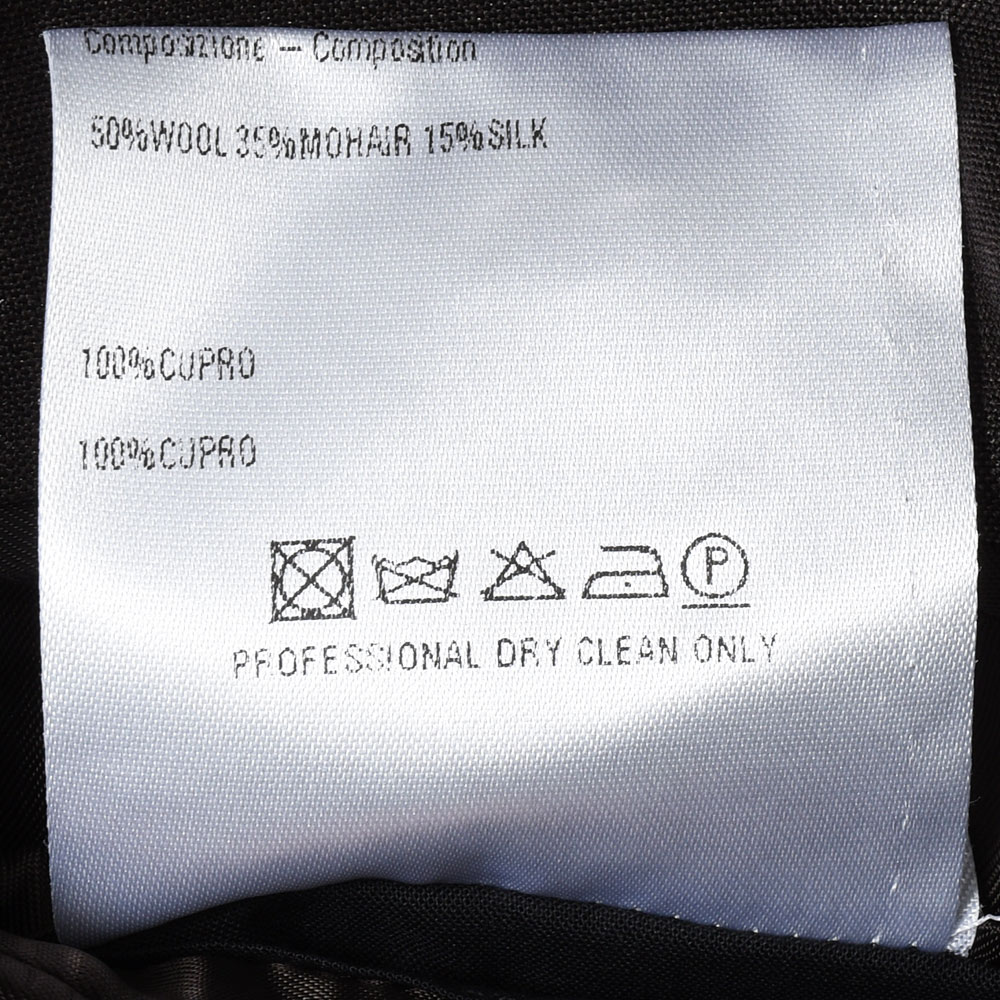 Composizione — Composition
50%WOOL 35%MOHAIR 15%SILK
100%CUPRO
100%CUPRO
P
PROFESSIONAL DRY CLEAN ONLY